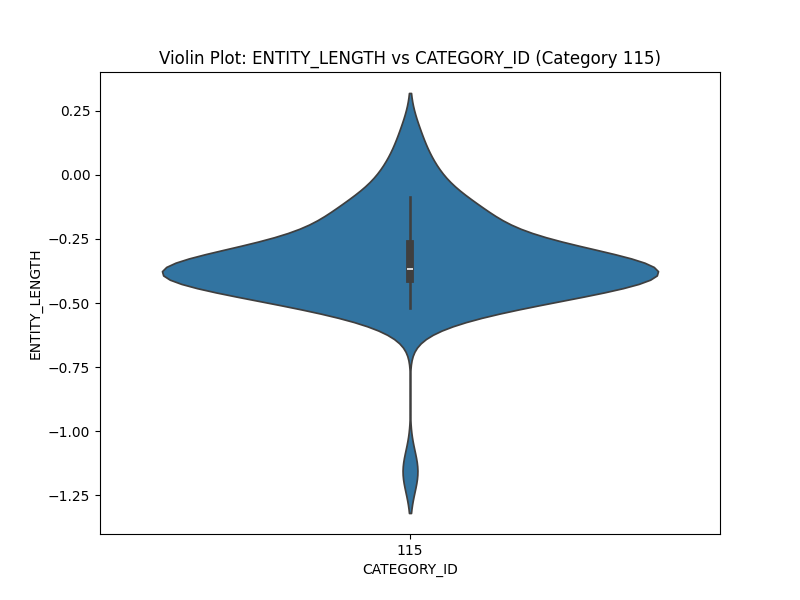 Violin Plot: ENTITY_LENGTH vs CATEGORY_ID (Category 115)
0.25
0.00
−0.25
−0.50
−0.75
−1.00
−1.25
ENTITY_LENGTH
115
CATEGORY_ID